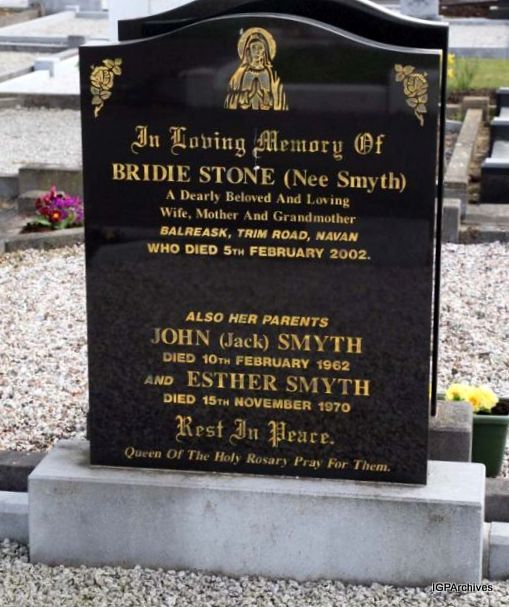 In Loving Memory Of
BRIDIE STONE (Nee Smyth)
A Dearly Beloved And Loving
Wife, Mother And Grandmother
BALREASK, TRIM ROAD, NAVAN
WHO DIED 5TH FEBRUARY 2002.
ALSO HER PARENTS
JOHN (Jack) SMYTH
DIED 10TH FEBRUARY 1962
AND ESTHER SMYTH
DIED 15TH NOVEMBER 1970
Rest In Peace.
Queen Of The Holy Rosary Pray For Them.
IGPArchives